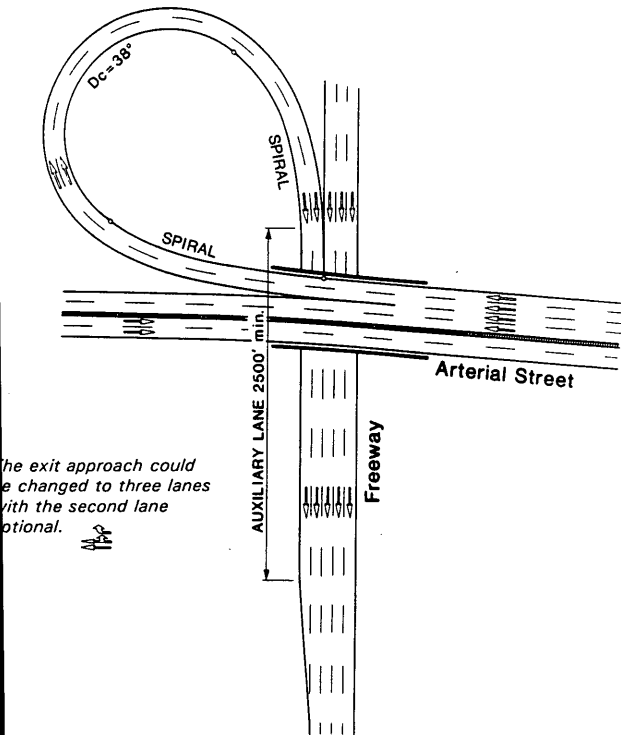 Dc=38°
SPIRAL
SPIRAL
AUXILIARY LANE 2500' min.
Arterial Street
Freeway
he exit approach could
e changed to three lanes
with the second lane
ptional.